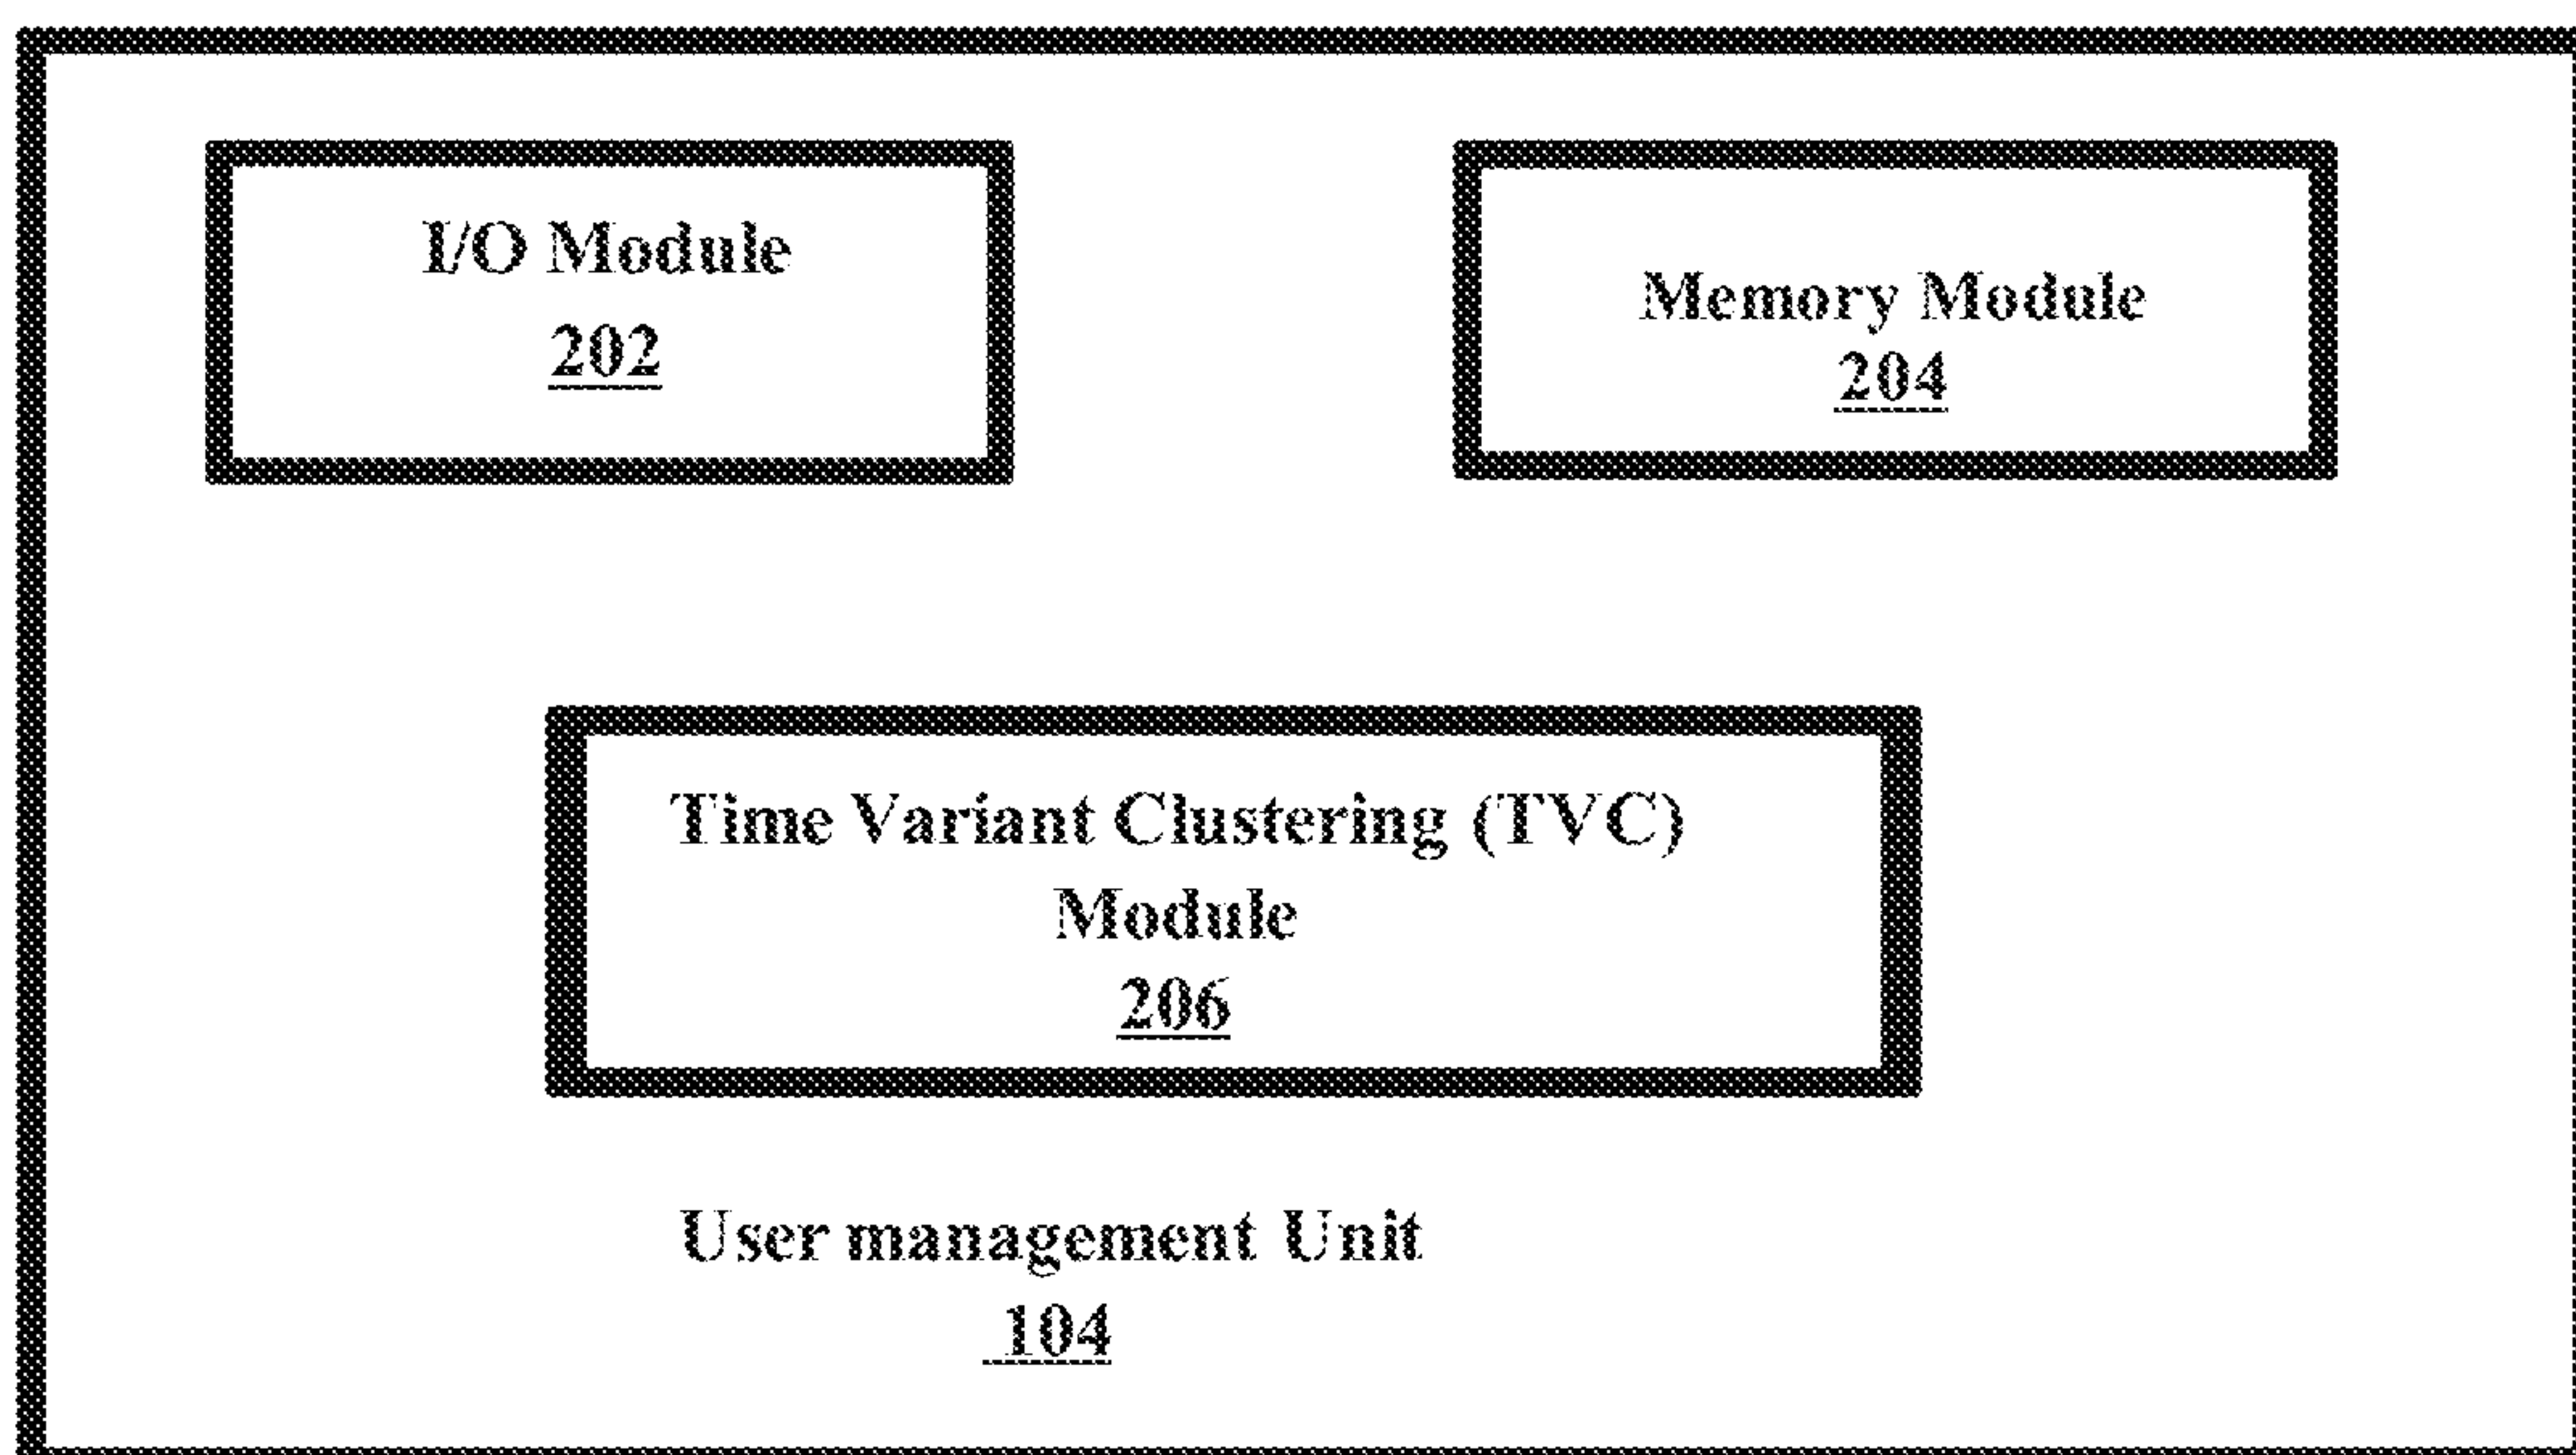 I/O Module
202
Memory Module
204
Time Variant Clustering (TVC)
Module
206
User management Unit
104